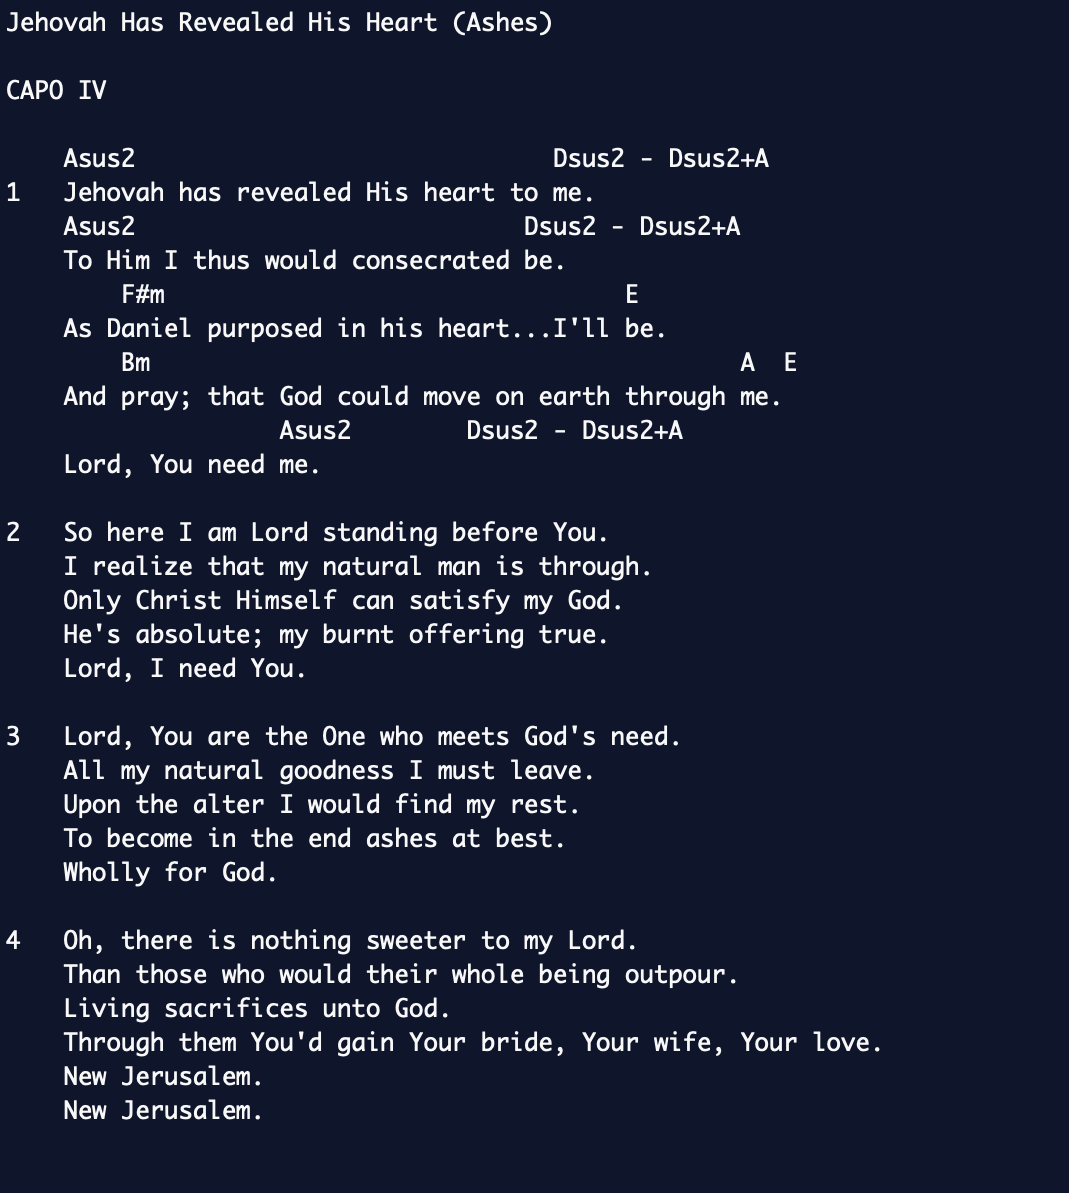 Jehovah Has Revealed His Heart (Ashes)

CAPO IV

    Asus2                             Dsus2 - Dsus2+A
1   Jehovah has revealed His heart to me.
    Asus2                           Dsus2 - Dsus2+A
    To Him I thus would consecrated be.
        F#m                                E
    As Daniel purposed in his heart...I'll be.
        Bm                                         A  E
    And pray; that God could move on earth through me.
                   Asus2        Dsus2 - Dsus2+A
    Lord, You need me.

2   So here I am Lord standing before You.
    I realize that my natural man is through.
    Only Christ Himself can satisfy my God.
    He's absolute; my burnt offering true.
    Lord, I need You.

3   Lord, You are the One who meets God's need.
    All my natural goodness I must leave.
    Upon the alter I would find my rest.
    To become in the end ashes at best.
    Wholly for God.

4   Oh, there is nothing sweeter to my Lord.
    Than those who would their whole being outpour.
    Living sacrifices unto God.
    Through them You'd gain Your bride, Your wife, Your love.
    New Jerusalem.
    New Jerusalem.